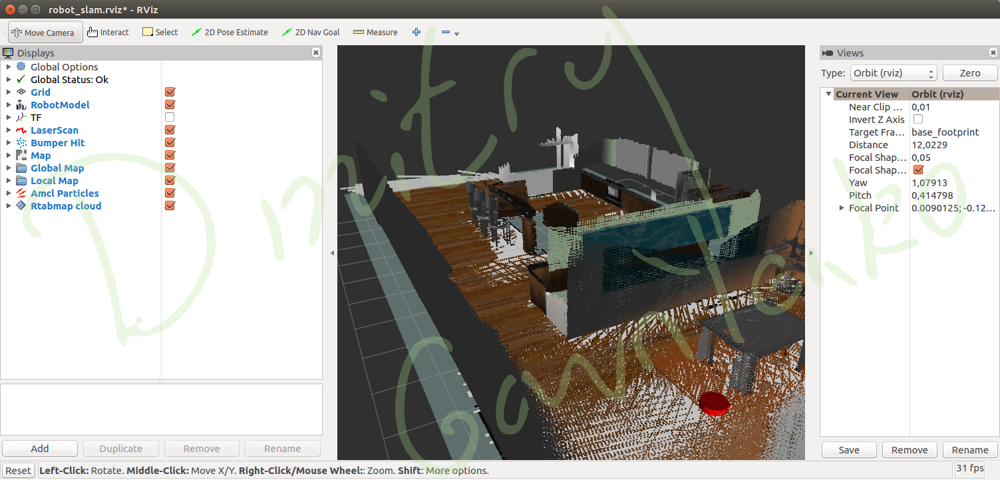 robot_slam.rviz* - RViz
Move Camera Interact Select 2D Pose Estimate 2D Nav Goal Measure
Displays
Global Options
Global Status: Ok
Grid
RobotModel
TF
LaserScan
Bumper Hit
Map
Global Map
Local Map
Amcl Particles
Rtabmap cloud
Add Duplicate Remove Rename
Views
Type: Orbit (rviz) Zero
Current View Orbit (rviz)
Near Clip ... 0,01
Invert Z Axis
Target Fra... base_footprint
Distance 12,0229
Focal Shap... 0,05
Focal Shap...
Yaw 1,07913
Pitch 0,414798
Focal Point 0.0090125; -0.12...
Save Remove Rename
Reset Left-Click: Rotate. Middle-Click: Move X/Y. Right-Click/Mouse Wheel:: Zoom. Shift: More options. 31 fps
Dmitry